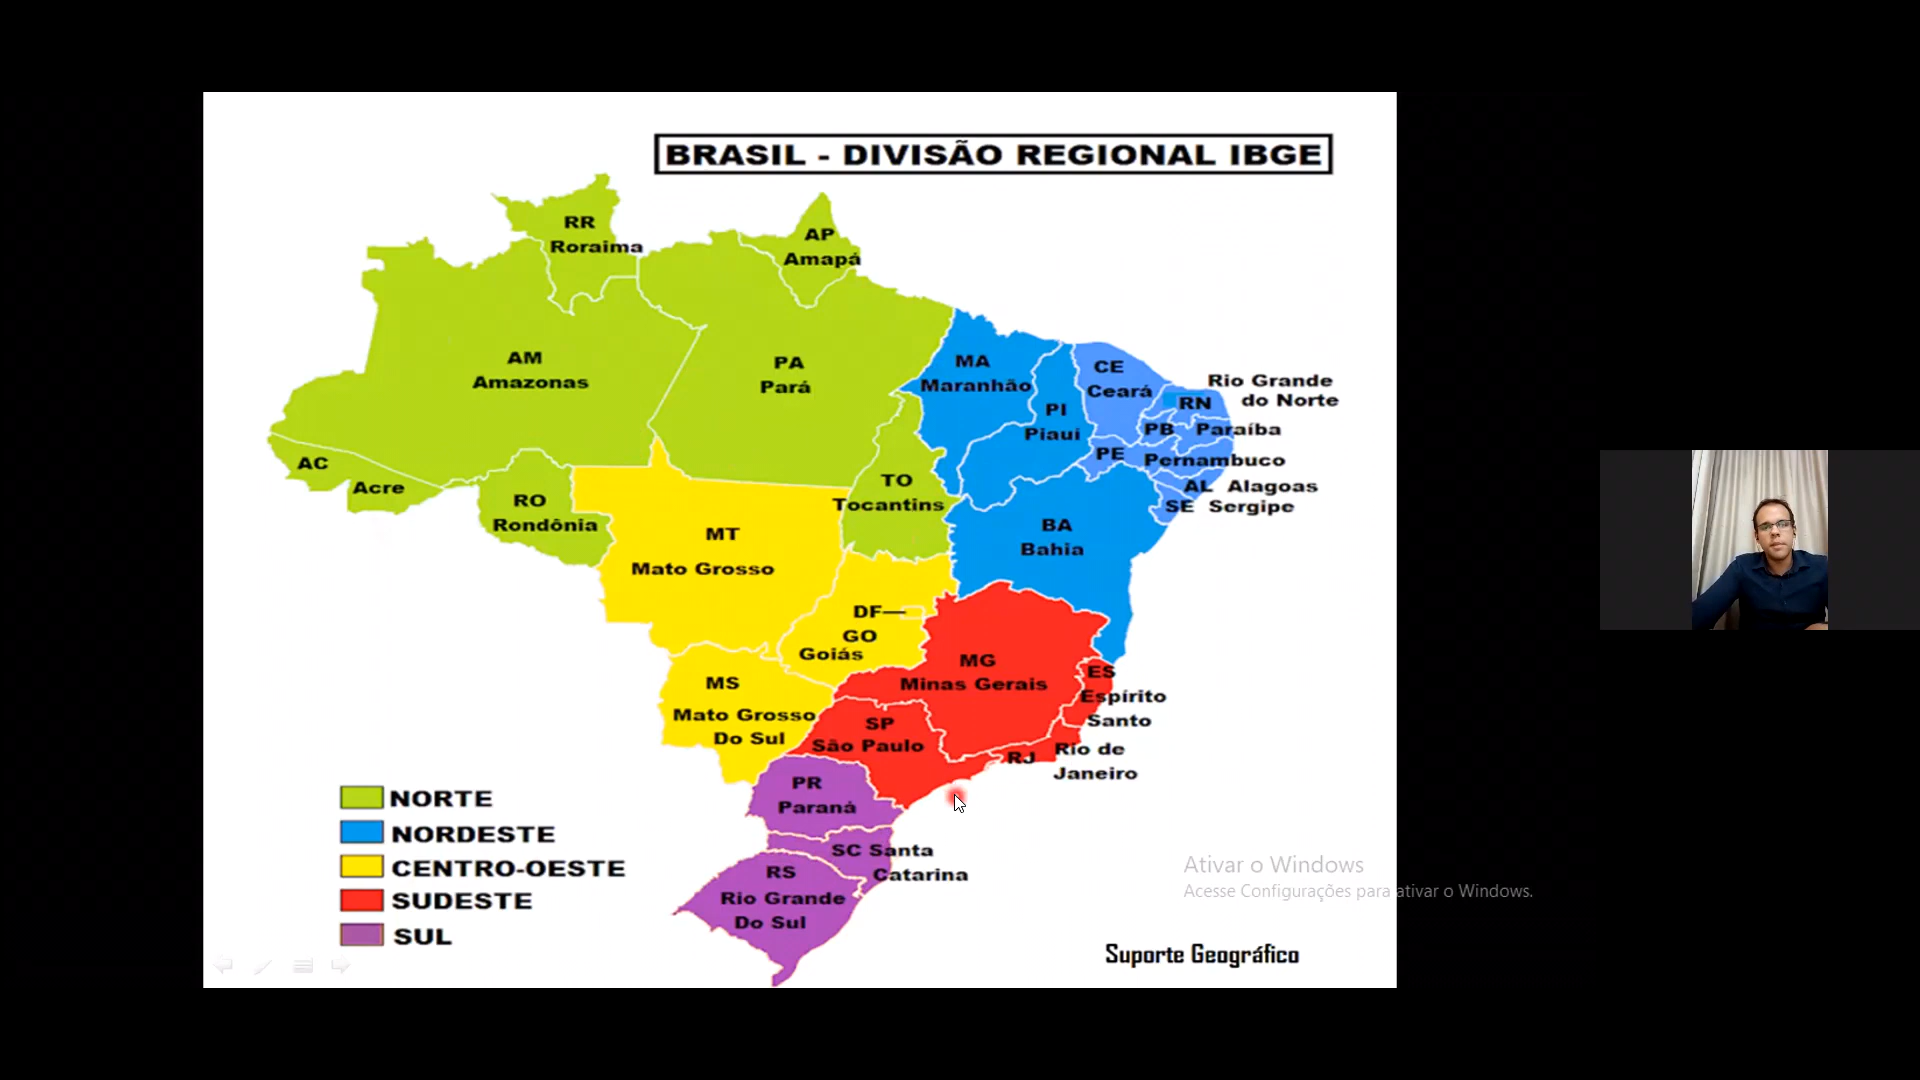 BRASIL - DIVISÃO REGIONAL IBGE
RR
Roraima
AP
Amapá
AM
Amazonas
PA
Pará
MA
Maranhão
CE
Ceará
Rio Grande
do Norte
RN
PI
Piaui
PB Paraíba
PE Pernambuco
AC
Acre
RO
Rondônia
TO
Tocantins
AL Alagoas
SE Sergipe
MT
Mato Grosso
BA
Bahia
DF
GO
Goiás
MG
Minas Gerais
ES
Espírito
Santo
MS
Mato Grosso
Do Sul
SP
São Paulo
RJ
Rio de
Janeiro
PR
Paraná
SC Santa
Catarina
RS
Rio Grande
Do Sul
NORTE
NORDESTE
CENTRO-OESTE
SUDESTE
SUL
Ativar o Windows
Acesse Configurações para ativar o Windows.
Suporte Geográfico